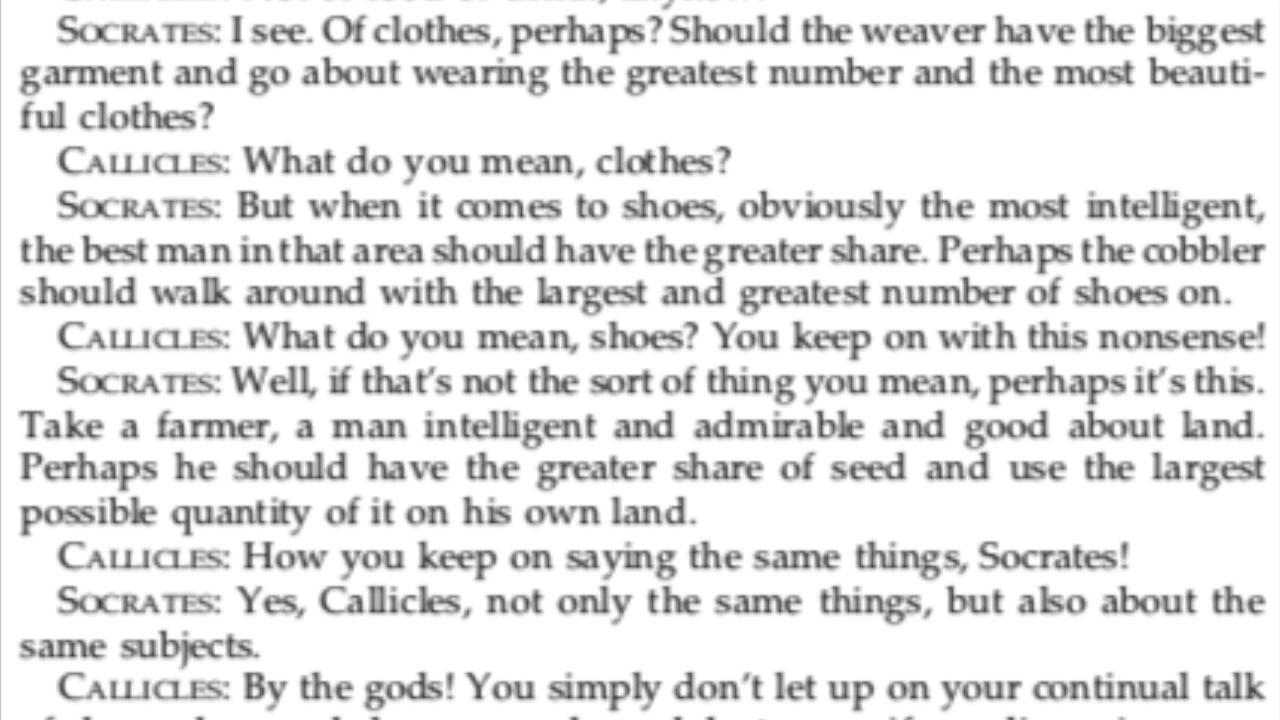 SOCRATES: I see. Of clothes, perhaps? Should the weaver have the biggest
garment and go about wearing the greatest number and the most beauti-
ful clothes?
CALLICLES: What do you mean, clothes?
SOCRATES: But when it comes to shoes, obviously the most intelligent,
the best man in that area should have the greater share. Perhaps the cobbler
should walk around with the largest and greatest number of shoes on.
CALLICLES: What do you mean, shoes? You keep on with this nonsense!
SOCRATES: Well, if that's not the sort of thing you mean, perhaps it's this.
Take a farmer, a man intelligent and admirable and good about land.
Perhaps he should have the greater share of seed and use the largest
possible quantity of it on his own land.
CALLICLES: How you keep on saying the same things, Socrates!
SOCRATES: Yes, Callicles, not only the same things, but also about the
same subjects.
CALLICLES: By the gods! You simply don't let up on your continual talk